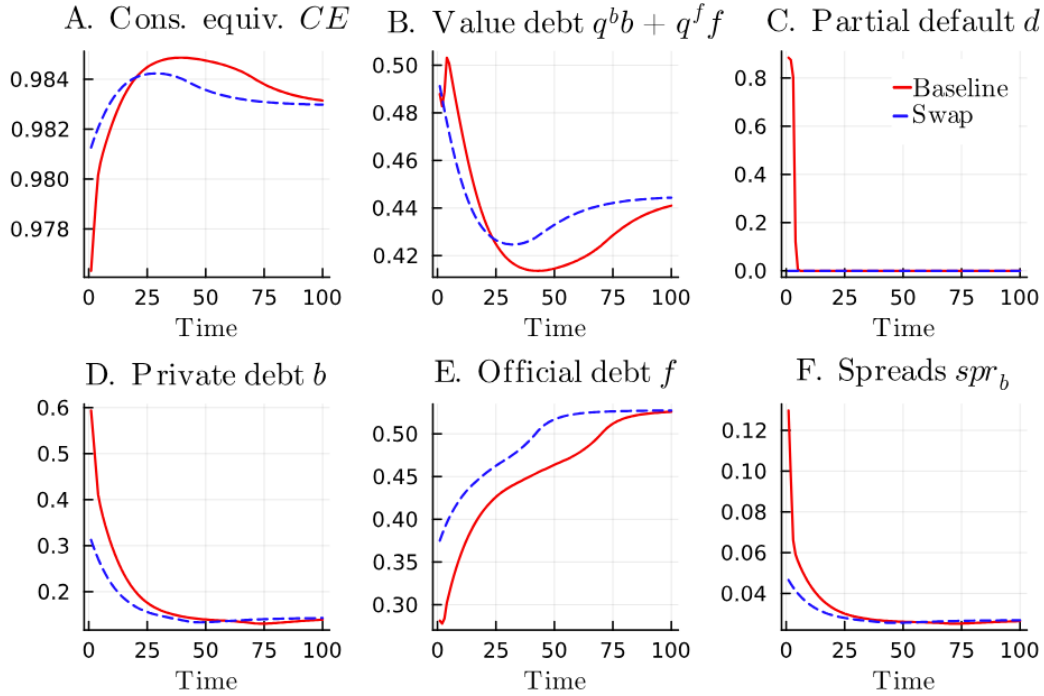 A. Cons. equiv. CE
0.984
0.982
0.980
0.978
0 25 50 75 100
Time
B. Value debt q^b b + q^f f
0.50
0.48
0.46
0.44
0.42
0 25 50 75 100
Time
C. Partial default d
0.8
0.6
0.4
0.2
0.0
Baseline
Swap
0 25 50 75 100
Time
D. Private debt b
0.6
0.5
0.4
0.3
0.2
0 25 50 75 100
Time
E. Official debt f
0.50
0.45
0.40
0.35
0.30
0 25 50 75 100
Time
F. Spreads spr_b
0.12
0.10
0.08
0.06
0.04
0 25 50 75 100
Time